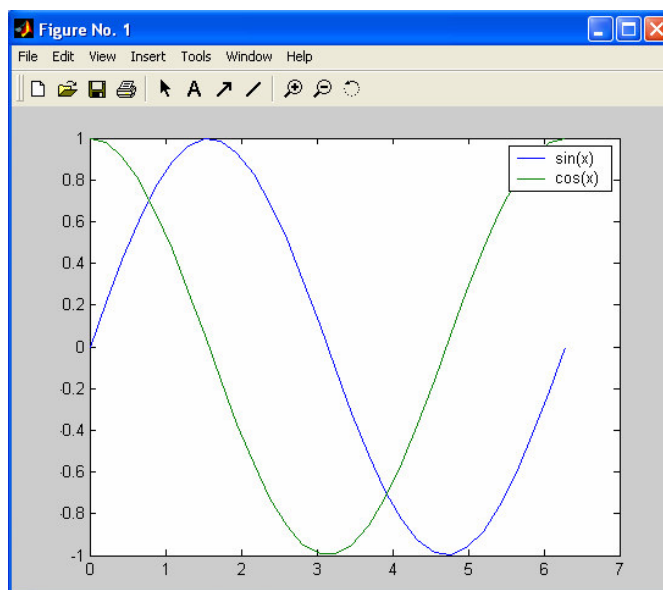 Figure No. 1
File Edit View Insert Tools Window Help
A
1
0.8
0.6
0.4
0.2
0
-0.2
-0.4
-0.6
-0.8
-1
0 1 2 3 4 5 6 7
sin(x)
cos(x)